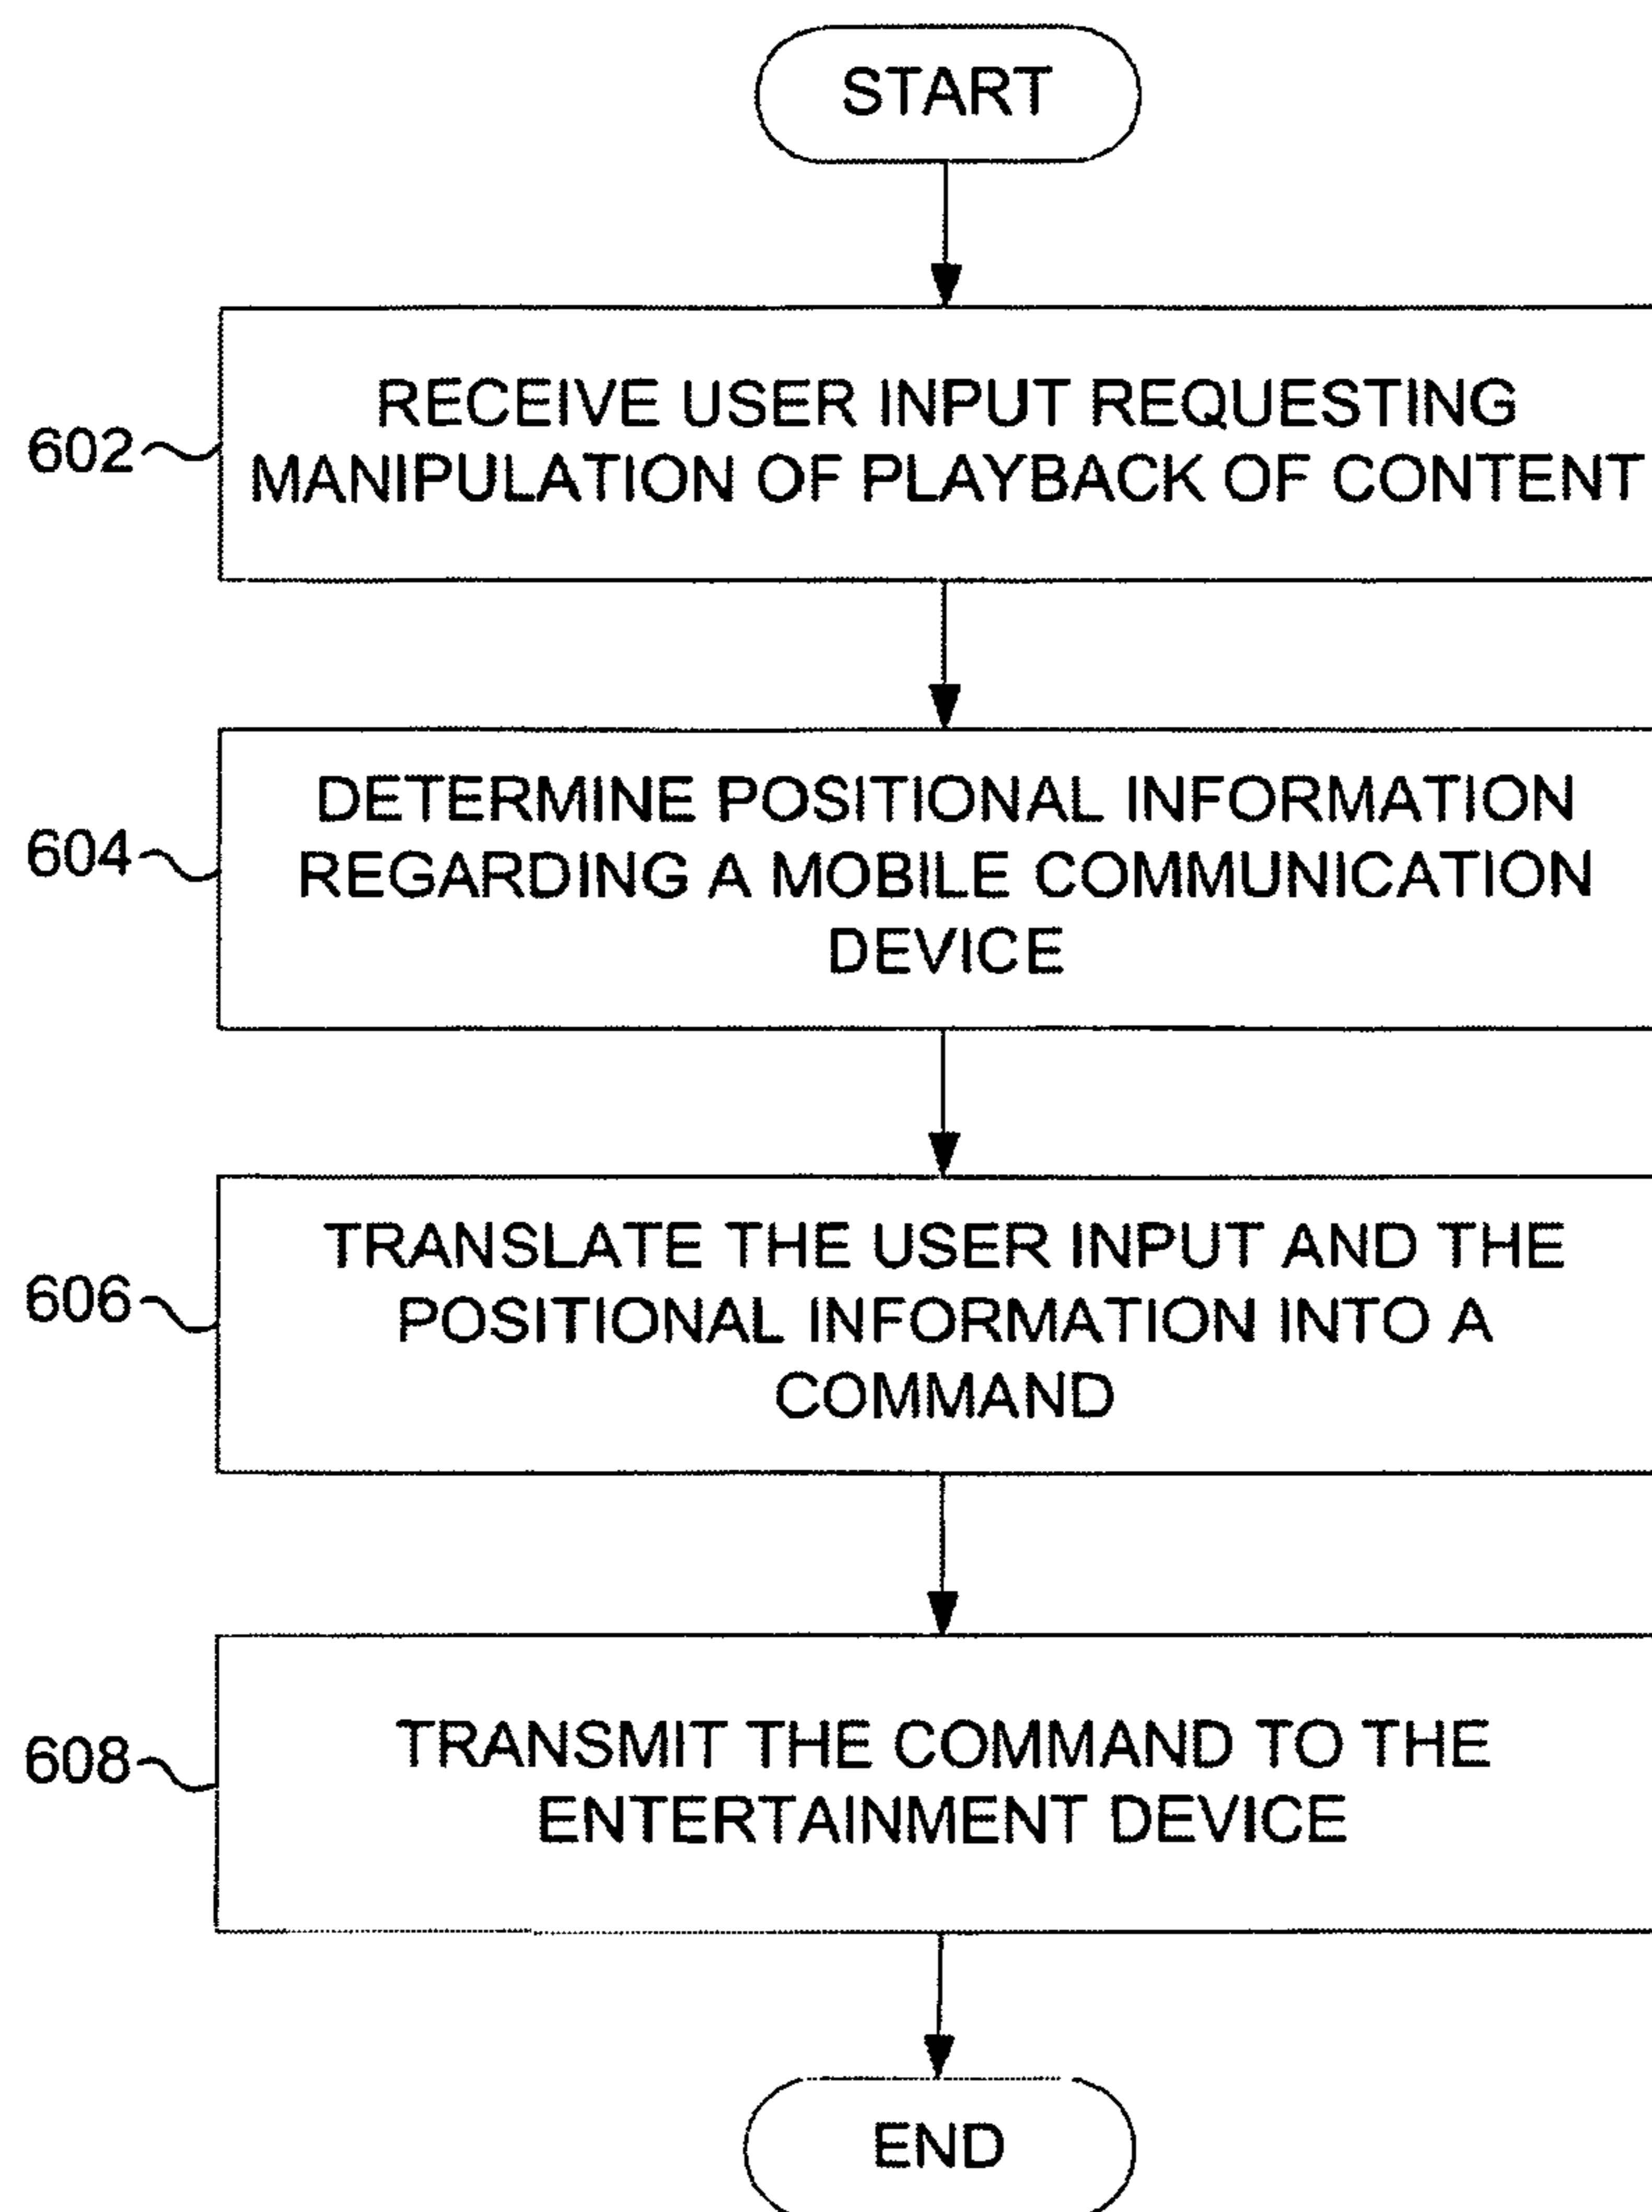 START
602
RECEIVE USER INPUT REQUESTING
MANIPULATION OF PLAYBACK OF CONTENT
604
DETERMINE POSITIONAL INFORMATION
REGARDING A MOBILE COMMUNICATION
DEVICE
606
TRANSLATE THE USER INPUT AND THE
POSITIONAL INFORMATION INTO A
COMMAND
608
TRANSMIT THE COMMAND TO THE
ENTERTAINMENT DEVICE
END